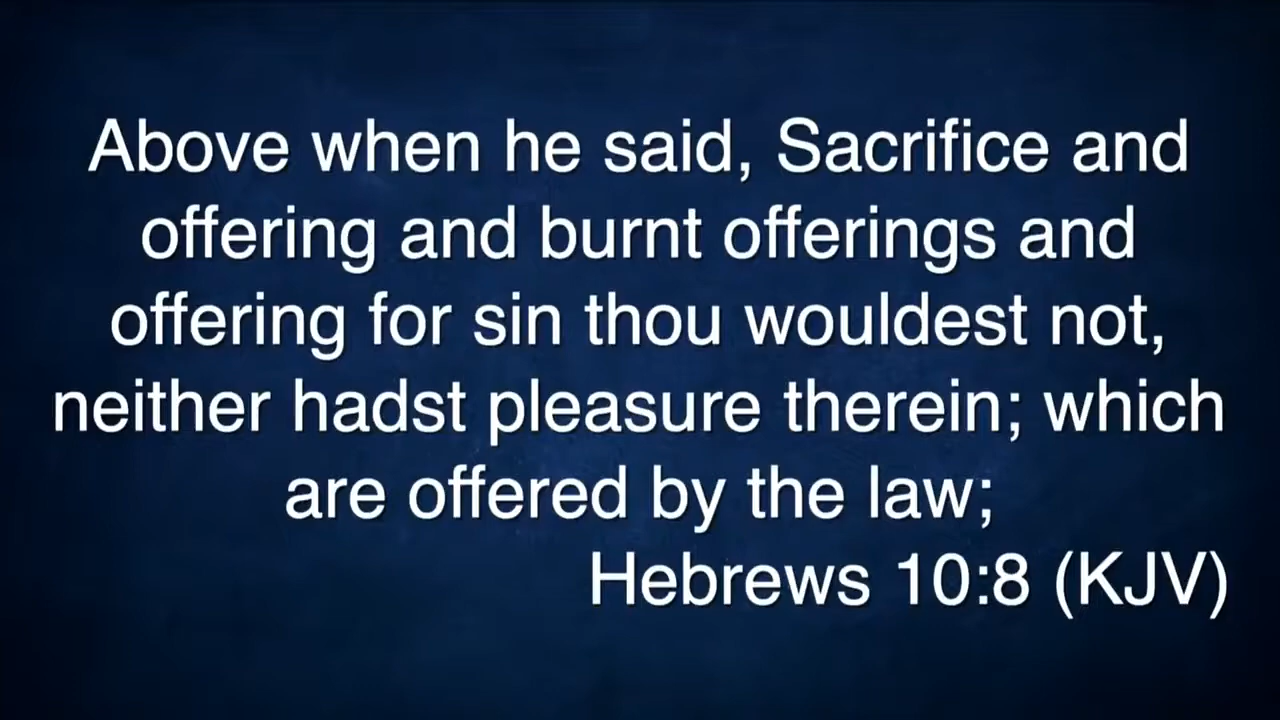 Above when he said, Sacrifice and
offering and burnt offerings and
offering for sin thou wouldest not,
neither hadst pleasure therein; which
are offered by the law;
Hebrews 10:8 (KJV)